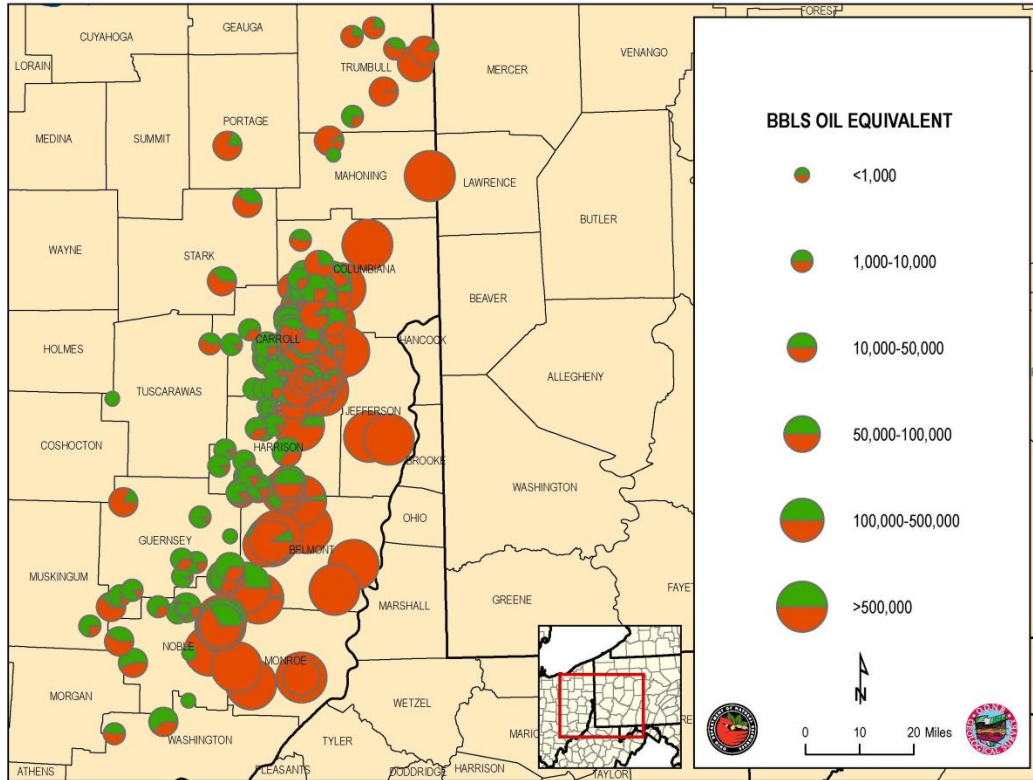 GEAUGA
CUYAHOGA
FOREST
LORAIN
TRUMBULL
MERCER
VENANGO
MEDINA
SUMMIT
PORTAGE
MAHONING
LAWRENCE
BUTLER
WAYNE
STARK
COLUMBIANA
BEAVER
HOLMES
CARROLL
HANCOCK
TUSCARAWAS
ALLEGHENY
JEFFERSON
COSHOCTON
HARRISON
BROOKE
WASHINGTON
OHIO
GUERNSEY
BELMONT
MUSKINGUM
MARSHALL
GREENE
FAYET
NOBLE
MONROE
MORGAN
WETZEL
WASHINGTON
TYLER
MARIO
ATHENS
PLEASANTS
DODDRIDGE
HARRISON
TAYLOR
BBLS OIL EQUIVALENT
<1,000
1,000-10,000
10,000-50,000
50,000-100,000
100,000-500,000
>500,000
N
0 10 20 Miles